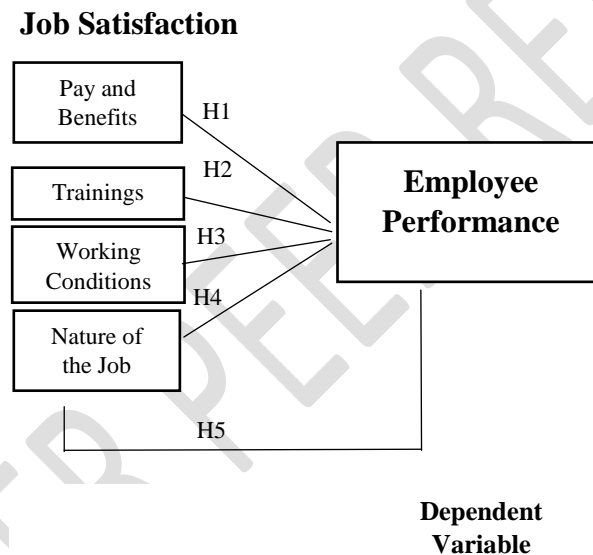 Job Satisfaction
Pay and
Benefits
H1
H2
Trainings
Employee
Performance
H3
Working
Conditions
H4
Nature of
the Job
H5
Dependent
Variable